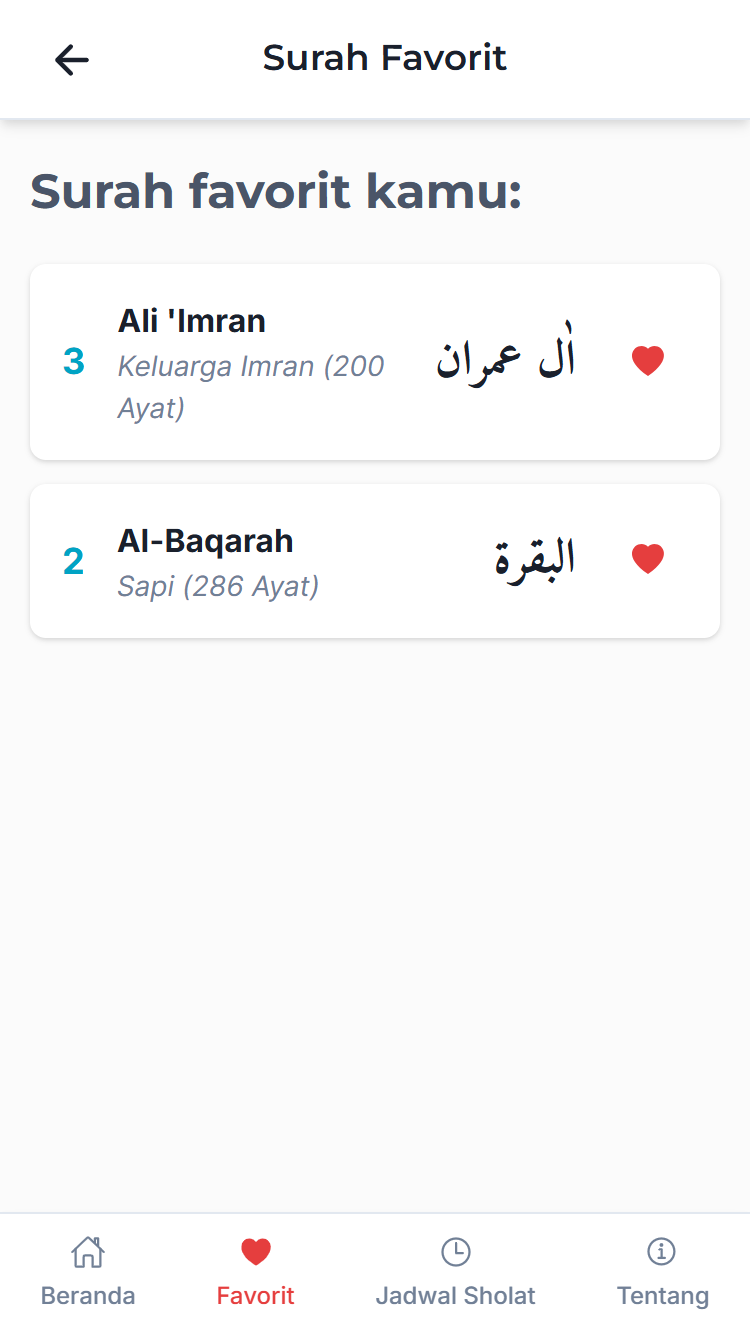 Surah Favorit
Surah favorit kamu:
3
Ali 'Imran
Keluarga Imran (200
Ayat)
اٰل عمران
2
Al-Baqarah
Sapi (286 Ayat)
البقرة
Beranda
Favorit
Jadwal Sholat
Tentang